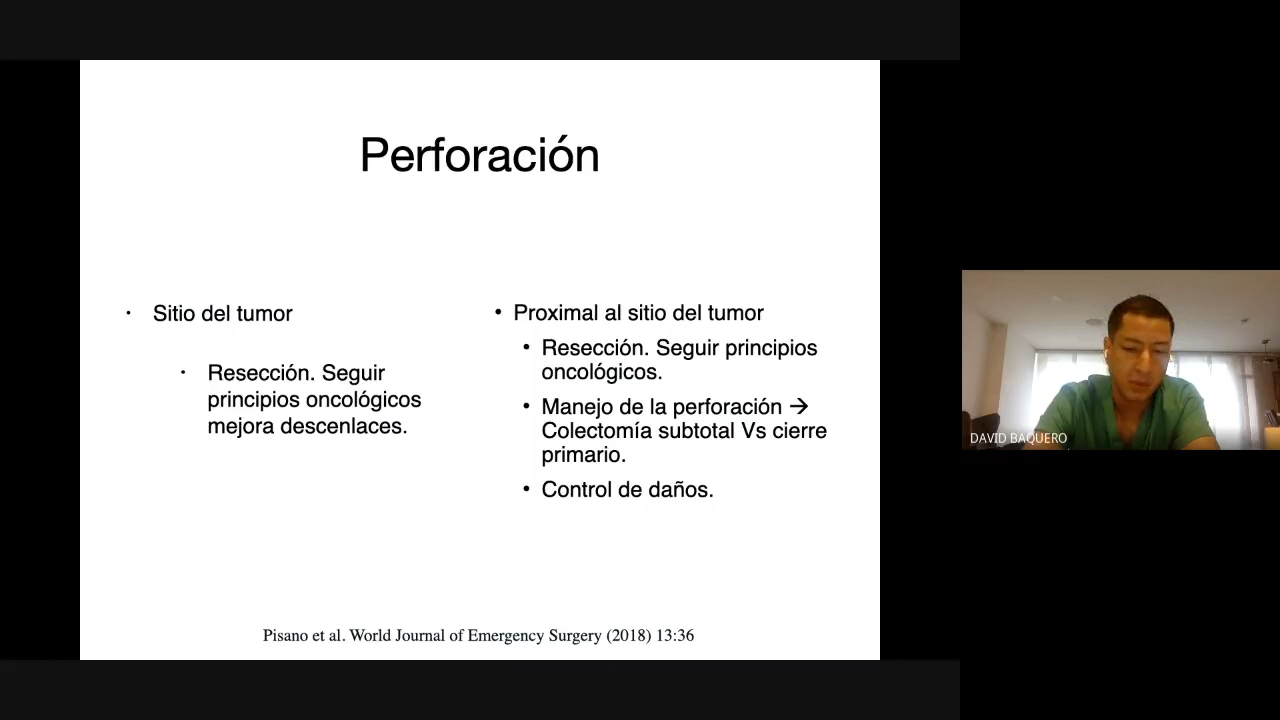 Perforación
• Sitio del tumor
• Resección. Seguir
principios oncológicos
mejora descenlaces.
• Proximal al sitio del tumor
• Resección. Seguir principios
oncológicos.
• Manejo de la perforación →
Colectomía subtotal Vs cierre
primario.
• Control de daños.
Pisano et al. World Journal of Emergency Surgery (2018) 13:36
DAVID BAQUERO